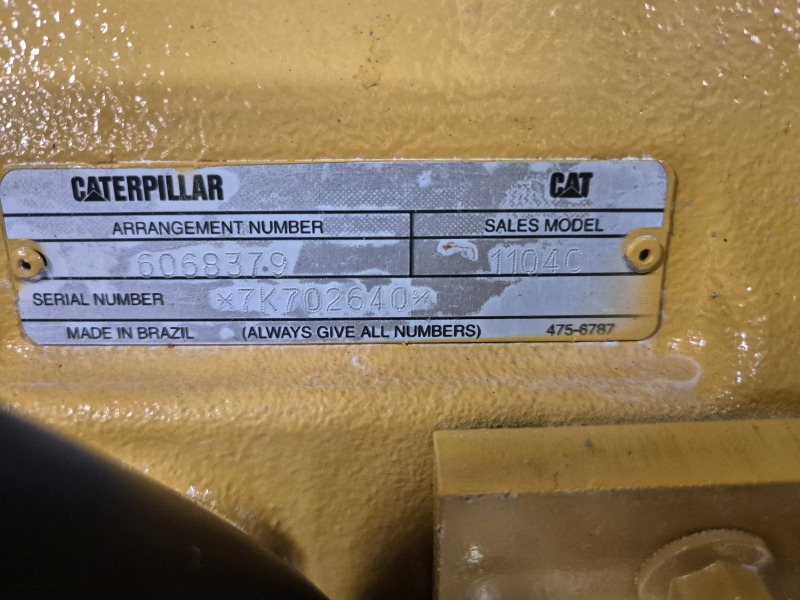 CATERPILLAR CAT
ARRANGEMENT NUMBER SALES MODEL
6068379 1104C
SERIAL NUMBER *7K702640*
MADE IN BRAZIL (ALWAYS GIVE ALL NUMBERS) 475-6787